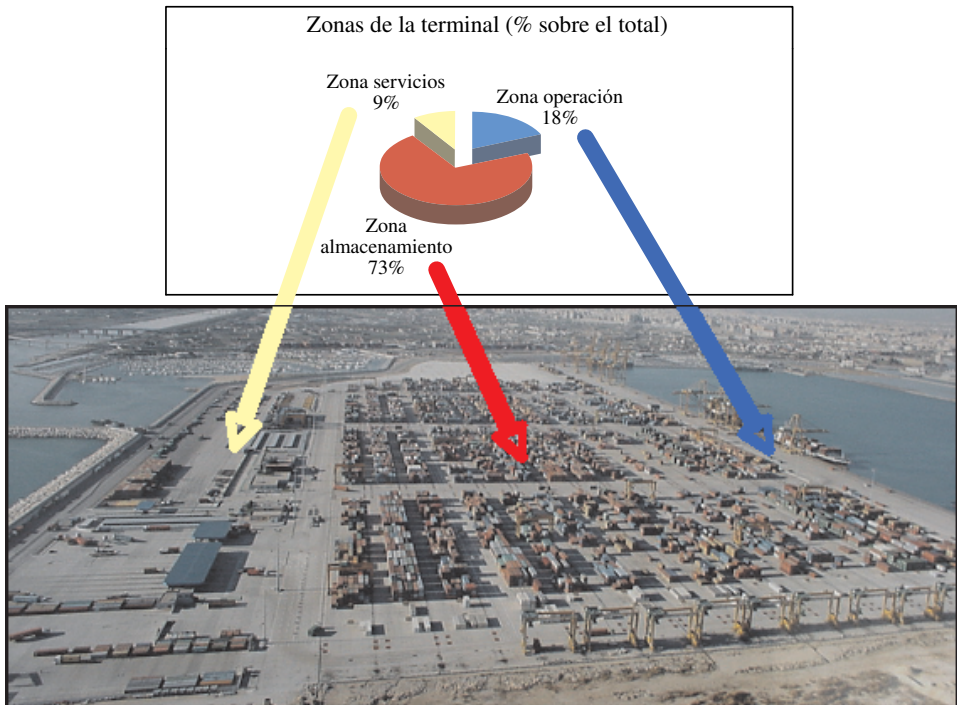 Zonas de la terminal (% sobre el total)
Zona servicios
9%
Zona operación
18%
Zona
almacenamiento
73%